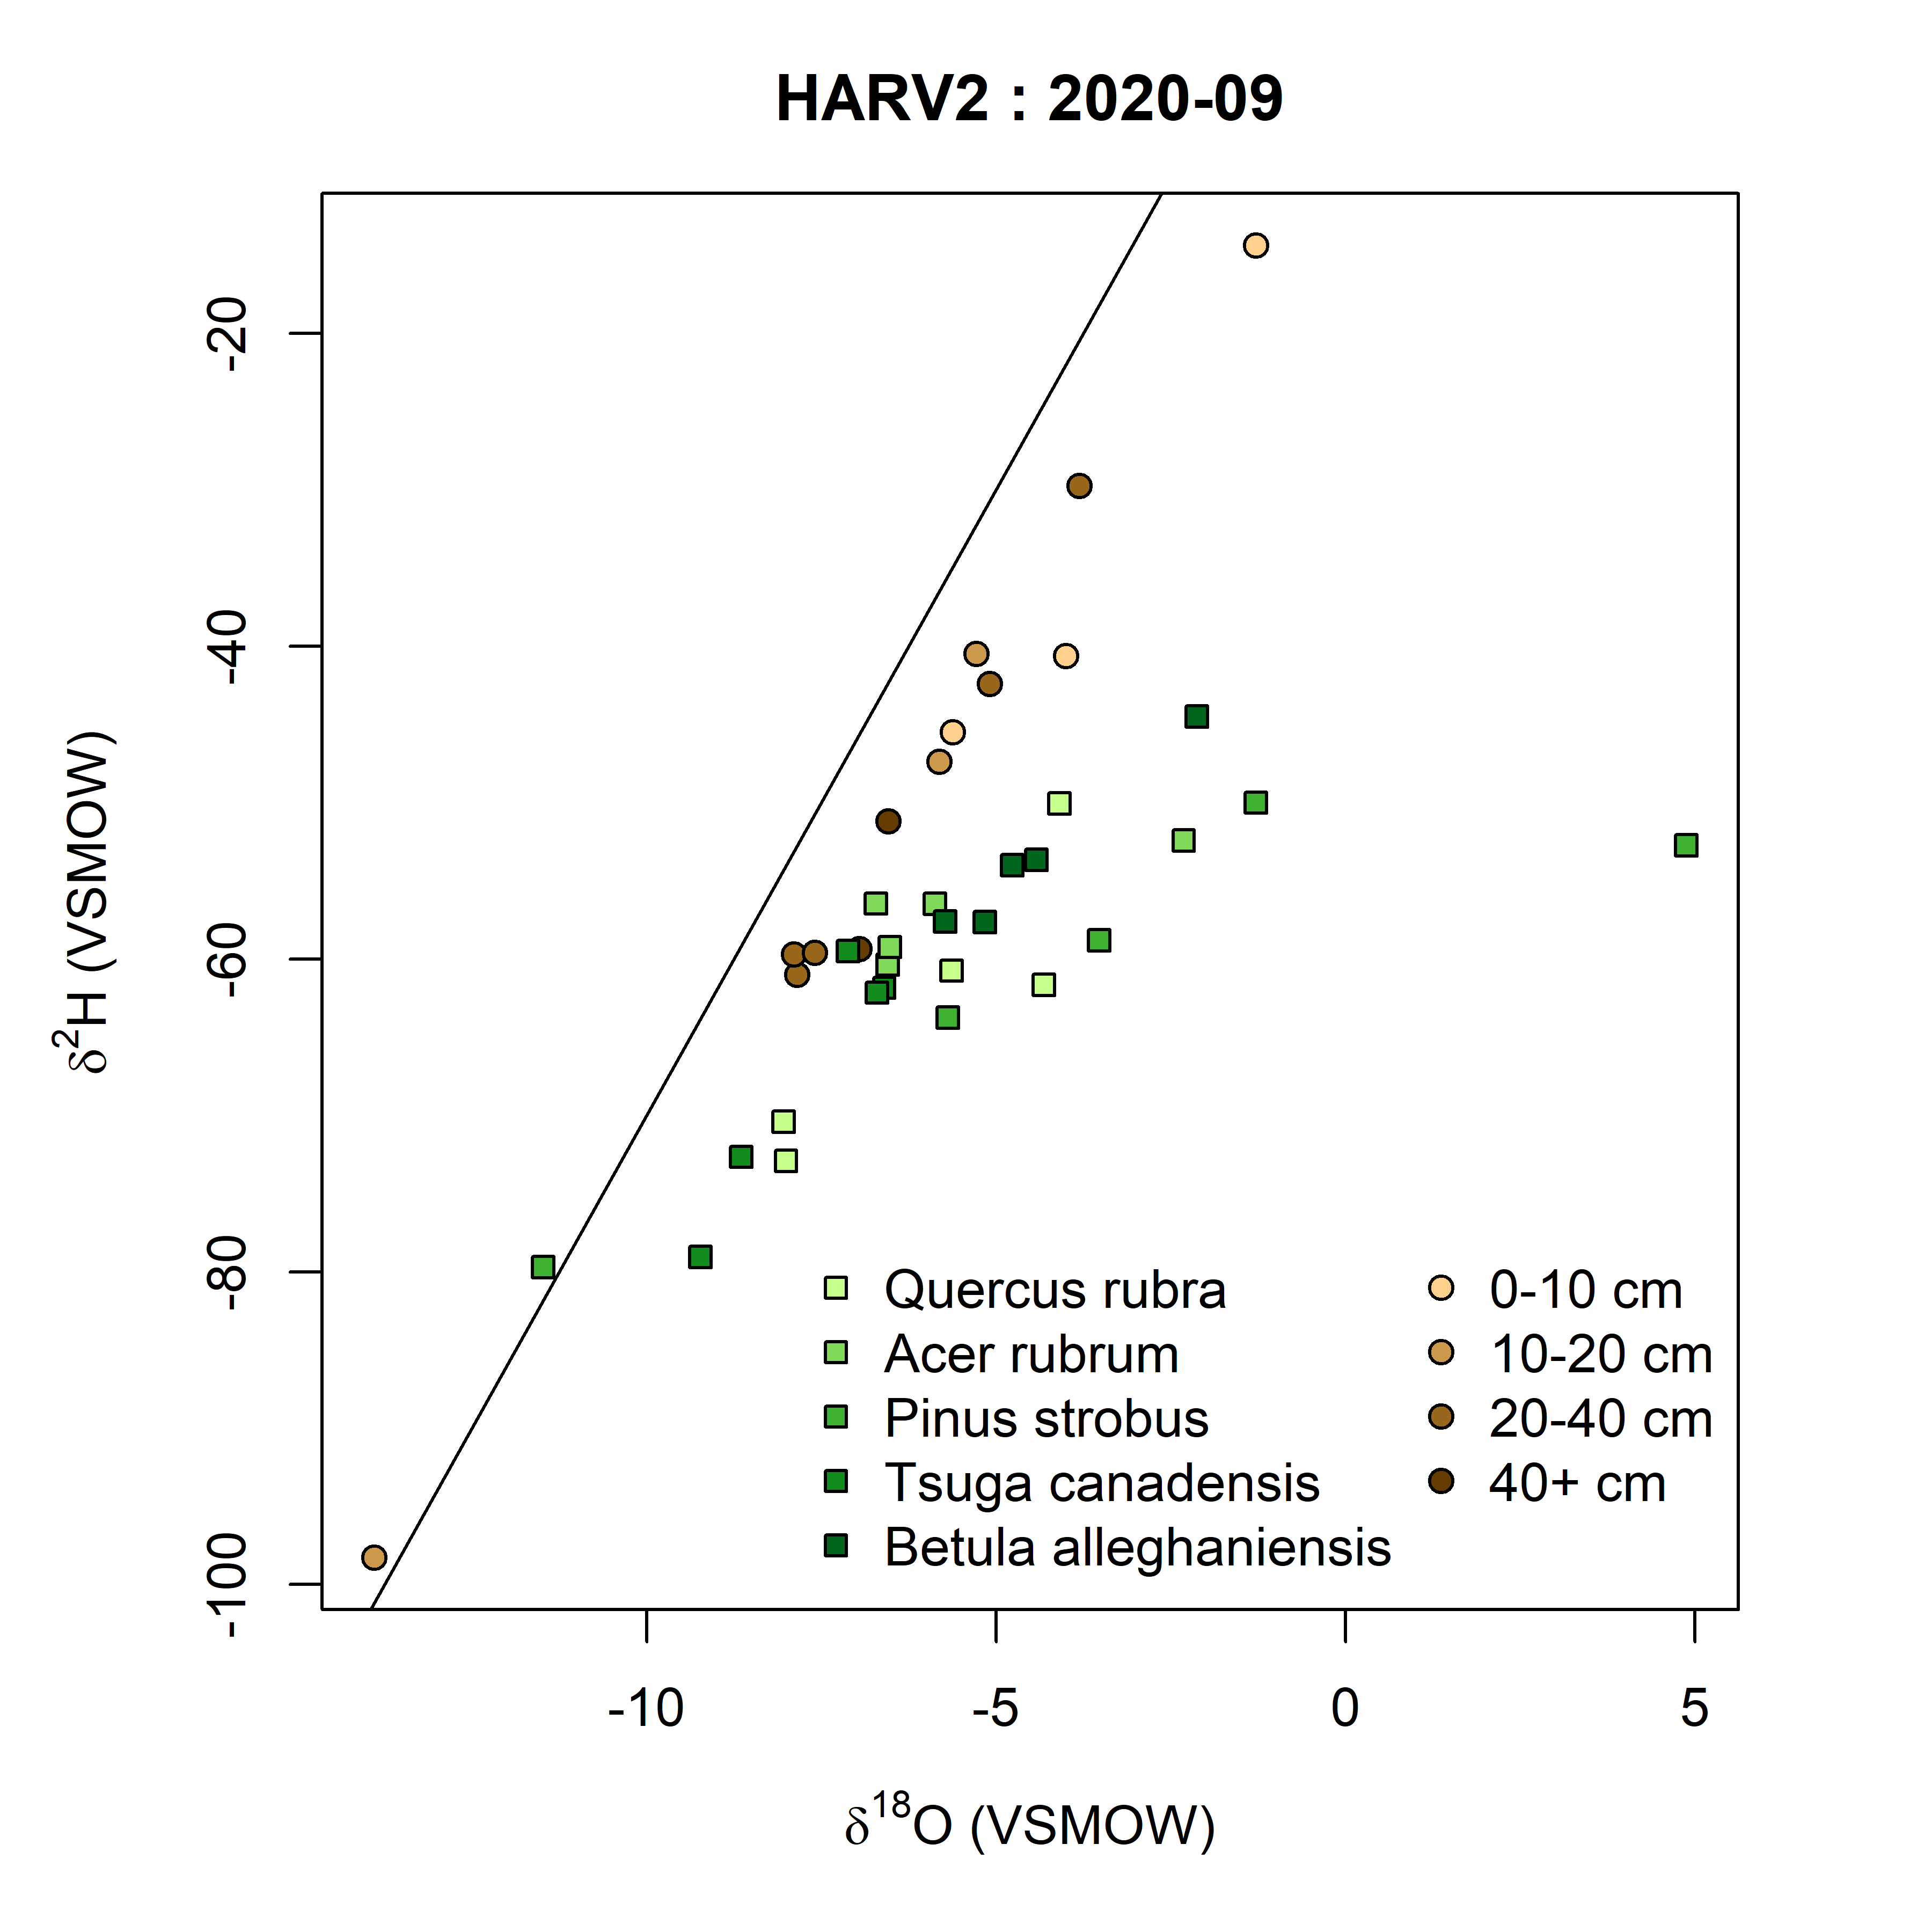 HARV2 : 2020-09
δ²H (VSMOW)
-20
-40
-60
-80
-100
Quercus rubra
Acer rubrum
Pinus strobus
Tsuga canadensis
Betula alleghaniensis
0-10 cm
10-20 cm
20-40 cm
40+ cm
-10 -5 0 5
δ¹⁸O (VSMOW)